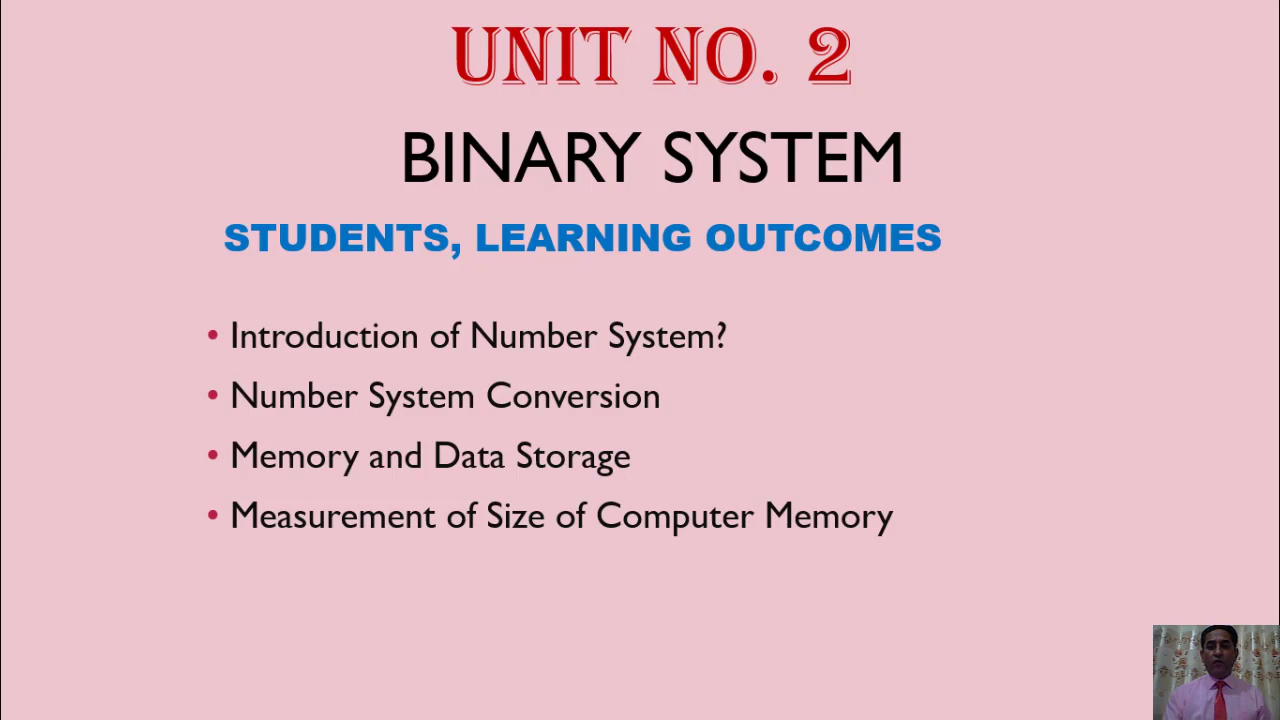 UNIT NO. 2
BINARY SYSTEM
STUDENTS, LEARNING OUTCOMES
• Introduction of Number System?
• Number System Conversion
• Memory and Data Storage
• Measurement of Size of Computer Memory